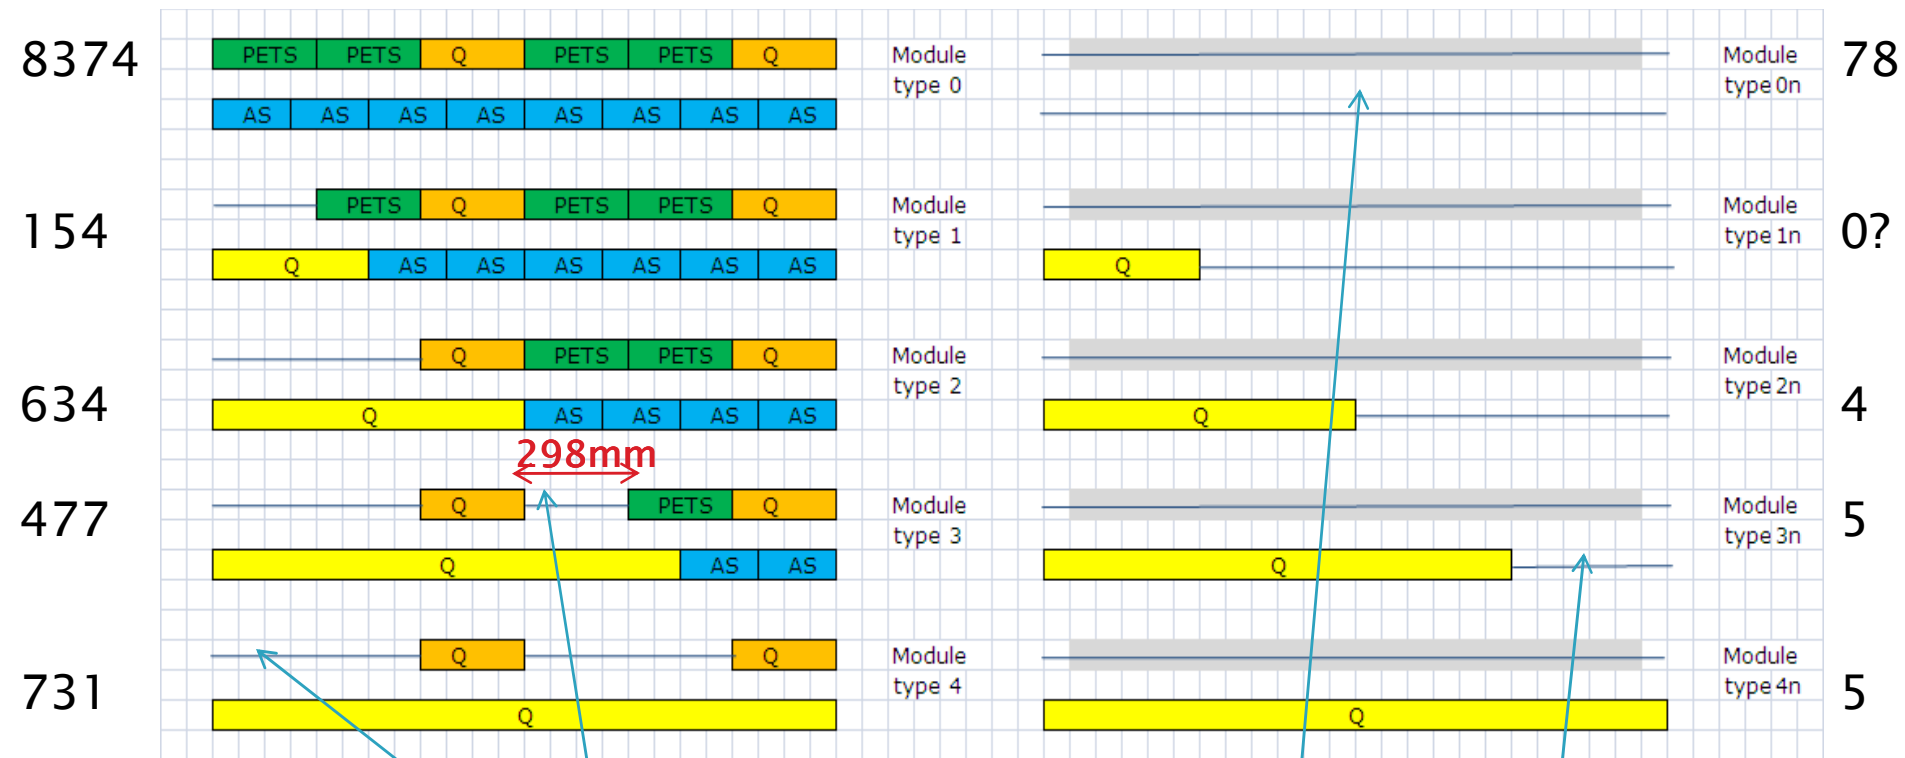 8374 PETS PETS Q PETS PETS Q Module type 0
AS AS AS AS AS AS AS AS
Module type 0n 78
154 PETS Q PETS PETS Q Module type 1
Q AS AS AS AS AS AS
Module type 1n 0?
Q
634 Q PETS PETS Q Module type 2
Q AS AS AS AS
Module type 2n 4
Q
298mm
477 Q PETS Q Module type 3
Q AS AS
Module type 3n 5
Q
731 Q Q Module type 4
Q
Module type 4n 5
Q